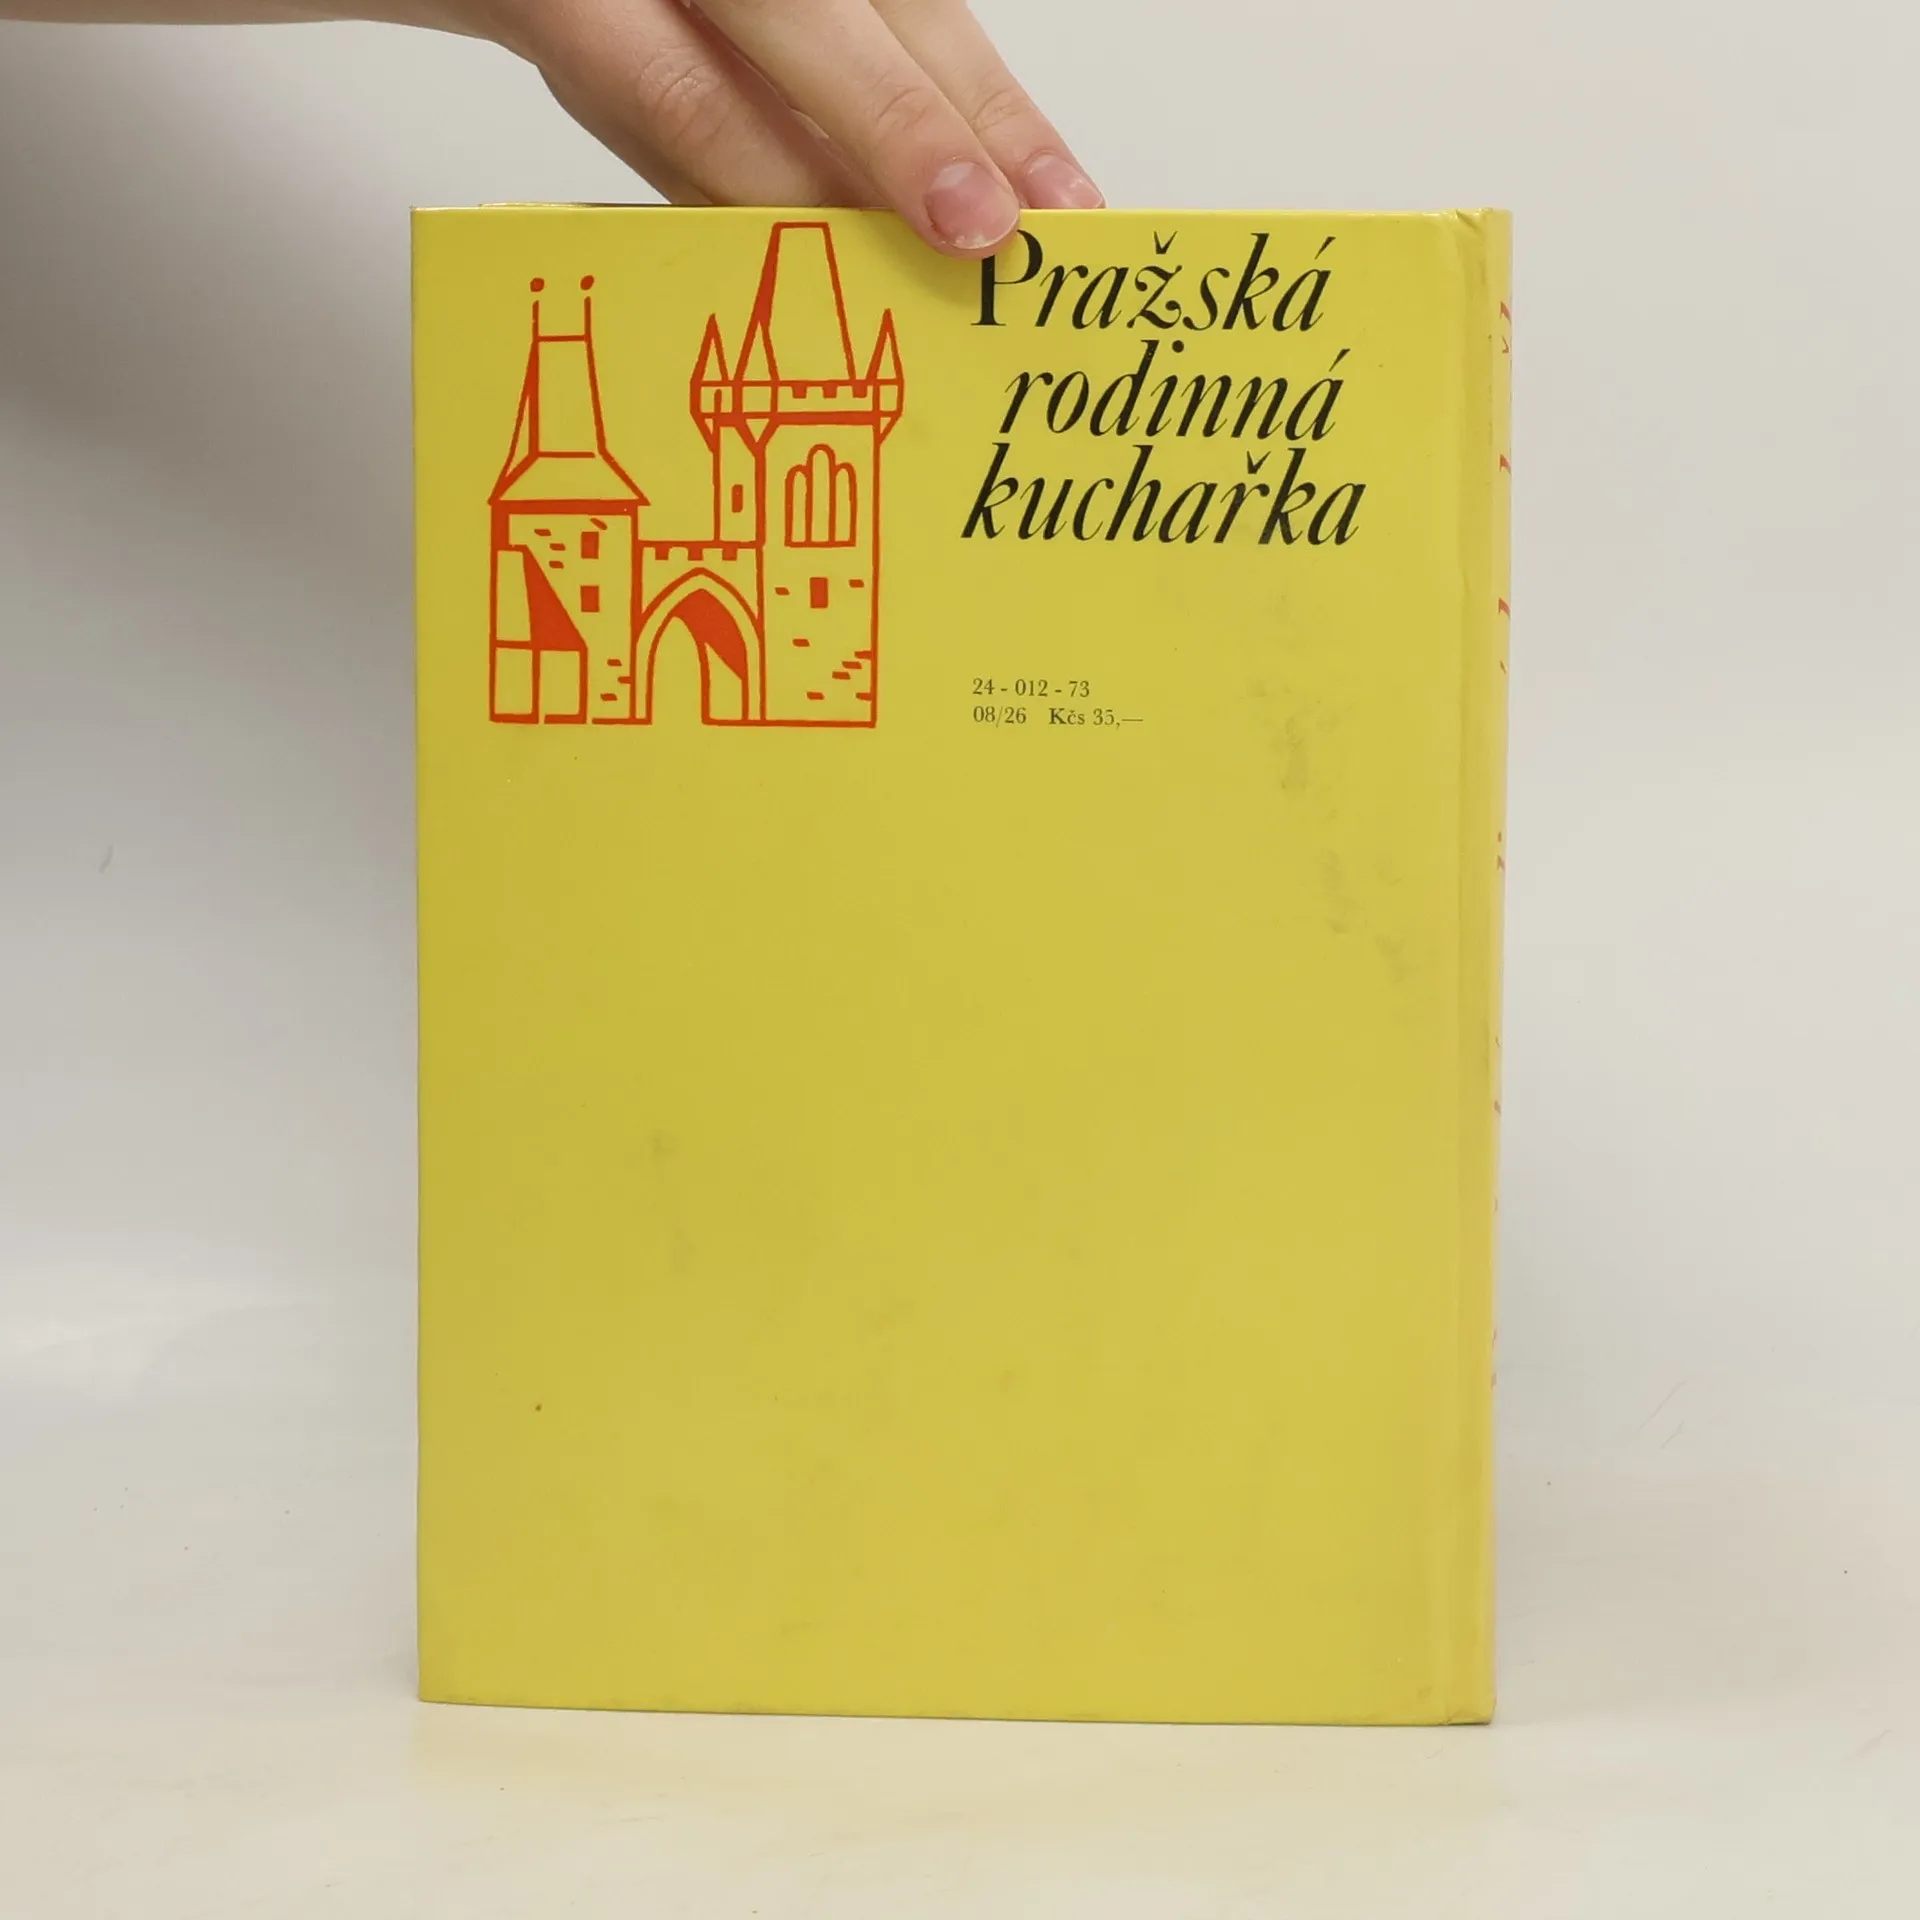 Pražská
rodinná
kuchařka
24 - 012 - 73
08/26 Kčs 35,—